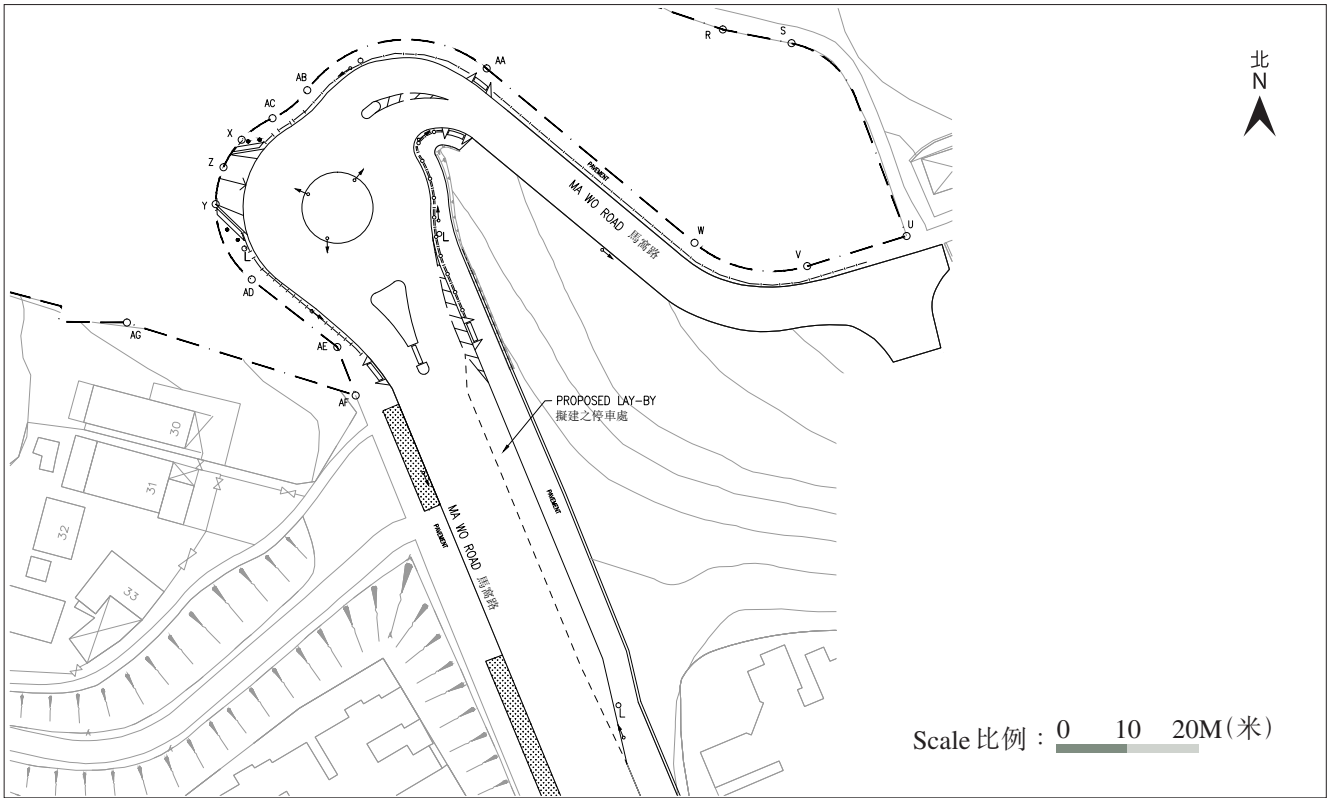 R
S
北
N
AA
AB
AC
X
Z
Y
PAVEMENT
MA WO ROAD 馬窩路
W
U
V
AD
AG
AE
AF
PROPOSED LAY-BY
擬建之停車處
30
31
32
33
PAVEMENT
MA WO ROAD 馬窩路
PAVEMENT
Scale 比例 : 0 10 20M(米)